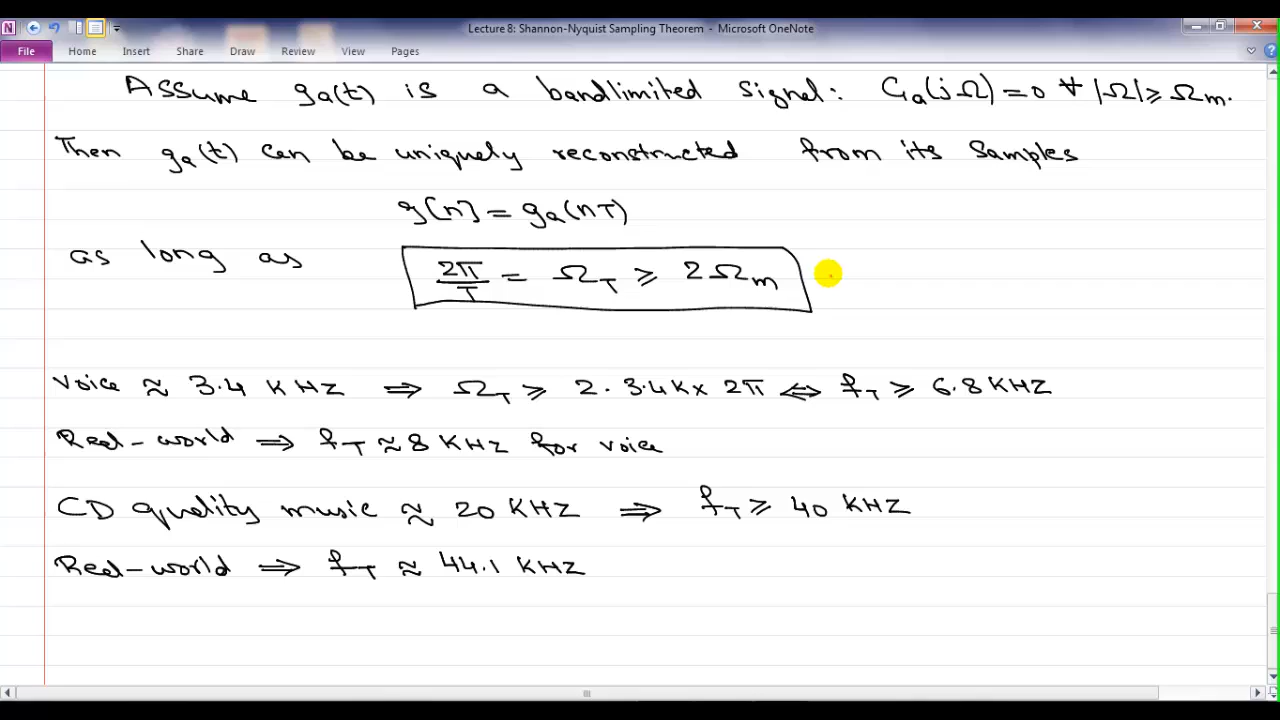 Lecture 8: Shannon-Nyquist Sampling Theorem - Microsoft OneNote
File Home Insert Share Draw Review View Pages
Assume ga(t) is a bandlimited signal: Ga(jΩ)=0 ∀ |Ω|≥ Ωm.
Then ga(t) can be uniquely reconstructed from its samples
g[n] = ga(nT)
as long as 2π/T = ΩT ≥ 2Ωm
Voice ≈ 3.4 KHZ ⇒ ΩT ≥ 2·3.4K× 2π ⇔ fT ≥ 6.8 KHZ
Real-world ⇒ fT ≈ 8 KHZ for voice
CD quality music ≈ 20 KHZ ⇒ fT ≥ 40 KHZ
Real-world ⇒ fT ≈ 44.1 KHZ